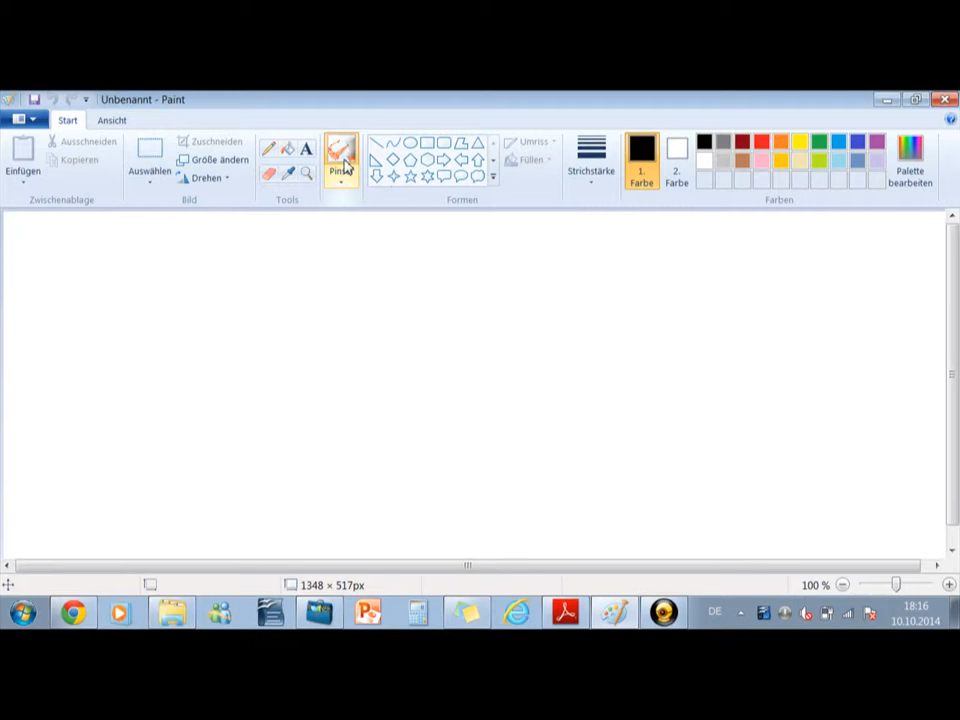 Unbenannt - Paint
Start Ansicht
Einfügen
Ausschneiden
Kopieren
Zwischenablage
Auswählen
Zuschneiden
Größe ändern
Drehen
Bild
A
Tools
Formen
Umriss
Füllen
Strichstärke
1. Farbe
2. Farbe
Palette bearbeiten
Farben
1348 × 517px
100 %
DE
18:16
10.10.2014